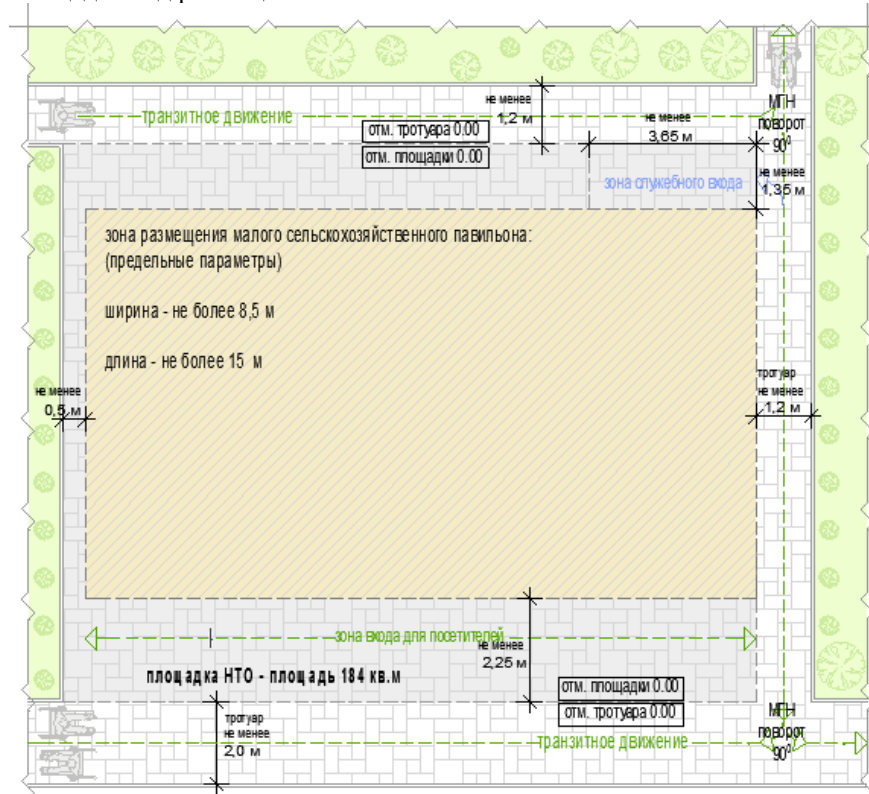 не менее
1,2 м
транзитное движение
отм. тротуара 0.00
отм. площадки 0.00
не менее
3,65 м
МГН
поворот
90⁰
не менее
1,35 м
зона служебного входа
зона размещения малого сельскохозяйственного павильона:
(предельные параметры)
ширина - не более 8,5 м
длина - не более 15 м
не менее
0,5 м
тротуар
не менее
1,2 м
зона входа для посетителей
не менее
2,25 м
площадка НТО - площадь 184 кв.м
отм. площадки 0.00
отм. тротуара 0.00
тротуар
не менее
2,0 м
транзитное движение
МГН
поворот
90⁰